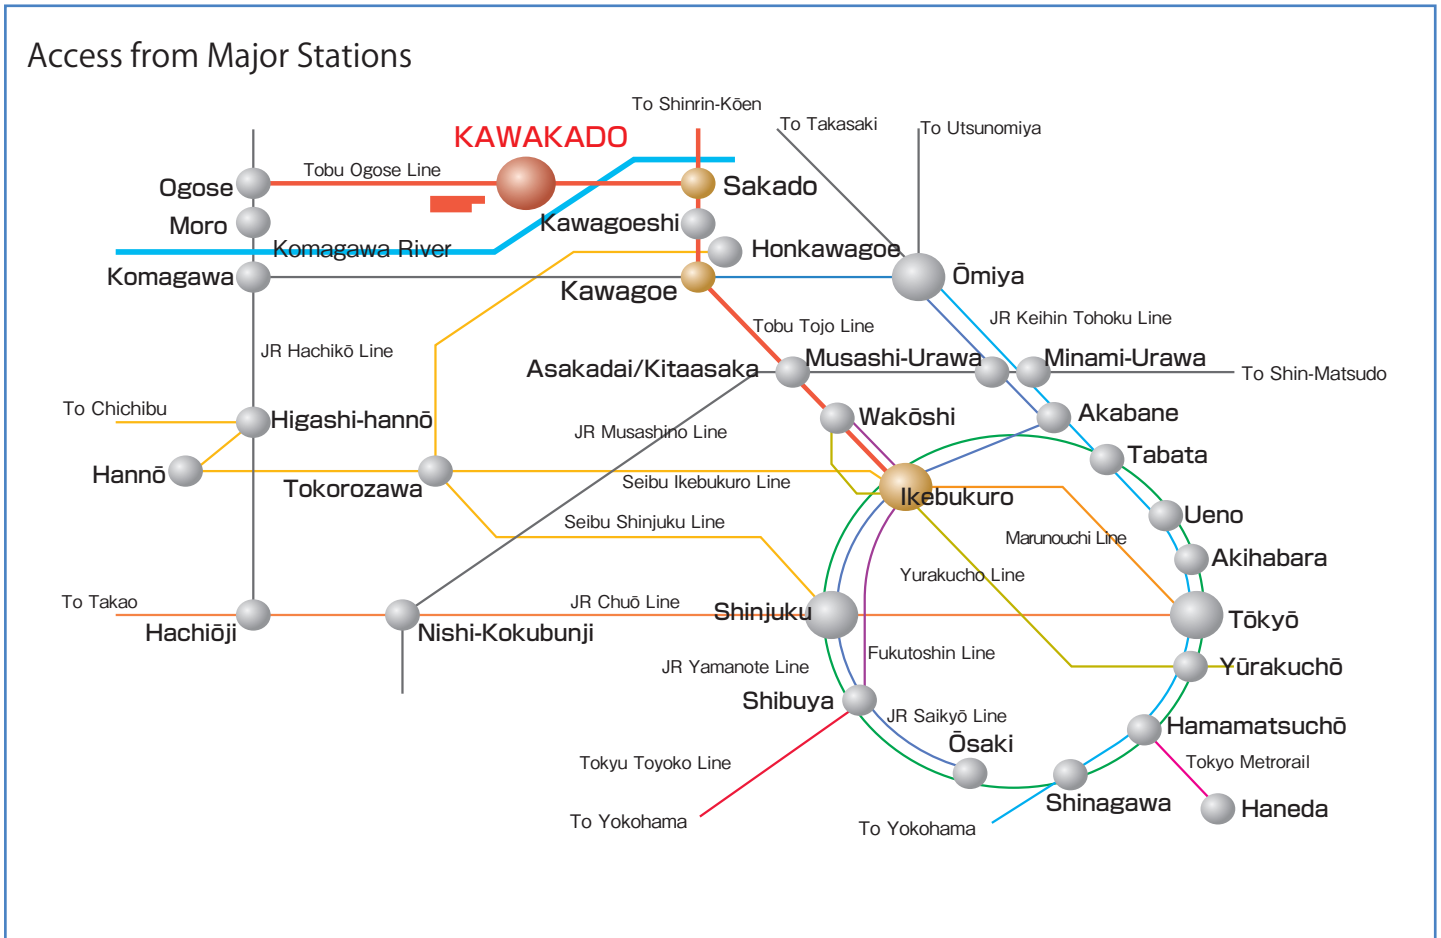 Access from Major Stations
To Shinrin-Kōen
To Takasaki
To Utsunomiya
KAWAKADO
Tobu Ogose Line
Ogose
Sakado
Moro
Kawagoeshi
Komagawa River
Honkawagoe
Komagawa
Kawagoe
Ōmiya
Tobu Tojo Line
JR Keihin Tohoku Line
JR Hachikō Line
Asakadai/Kitaasaka
Musashi-Urawa
Minami-Urawa
To Shin-Matsudo
To Chichibu
Higashi-hannō
JR Musashino Line
Wakōshi
Akabane
Tabata
Hannō
Tokorozawa
Seibu Ikebukuro Line
Ikebukuro
Seibu Shinjuku Line
Ueno
Marunouchi Line
Akihabara
Yurakucho Line
To Takao
JR Chuō Line
Hachiōji
Nishi-Kokubunji
Shinjuku
Tōkyō
Fukutoshin Line
JR Yamanote Line
Yūrakuchō
Shibuya
JR Saikyō Line
Hamamatsuchō
Ōsaki
Tokyu Toyoko Line
Tokyo Metrorail
Shinagawa
Haneda
To Yokohama
To Yokohama